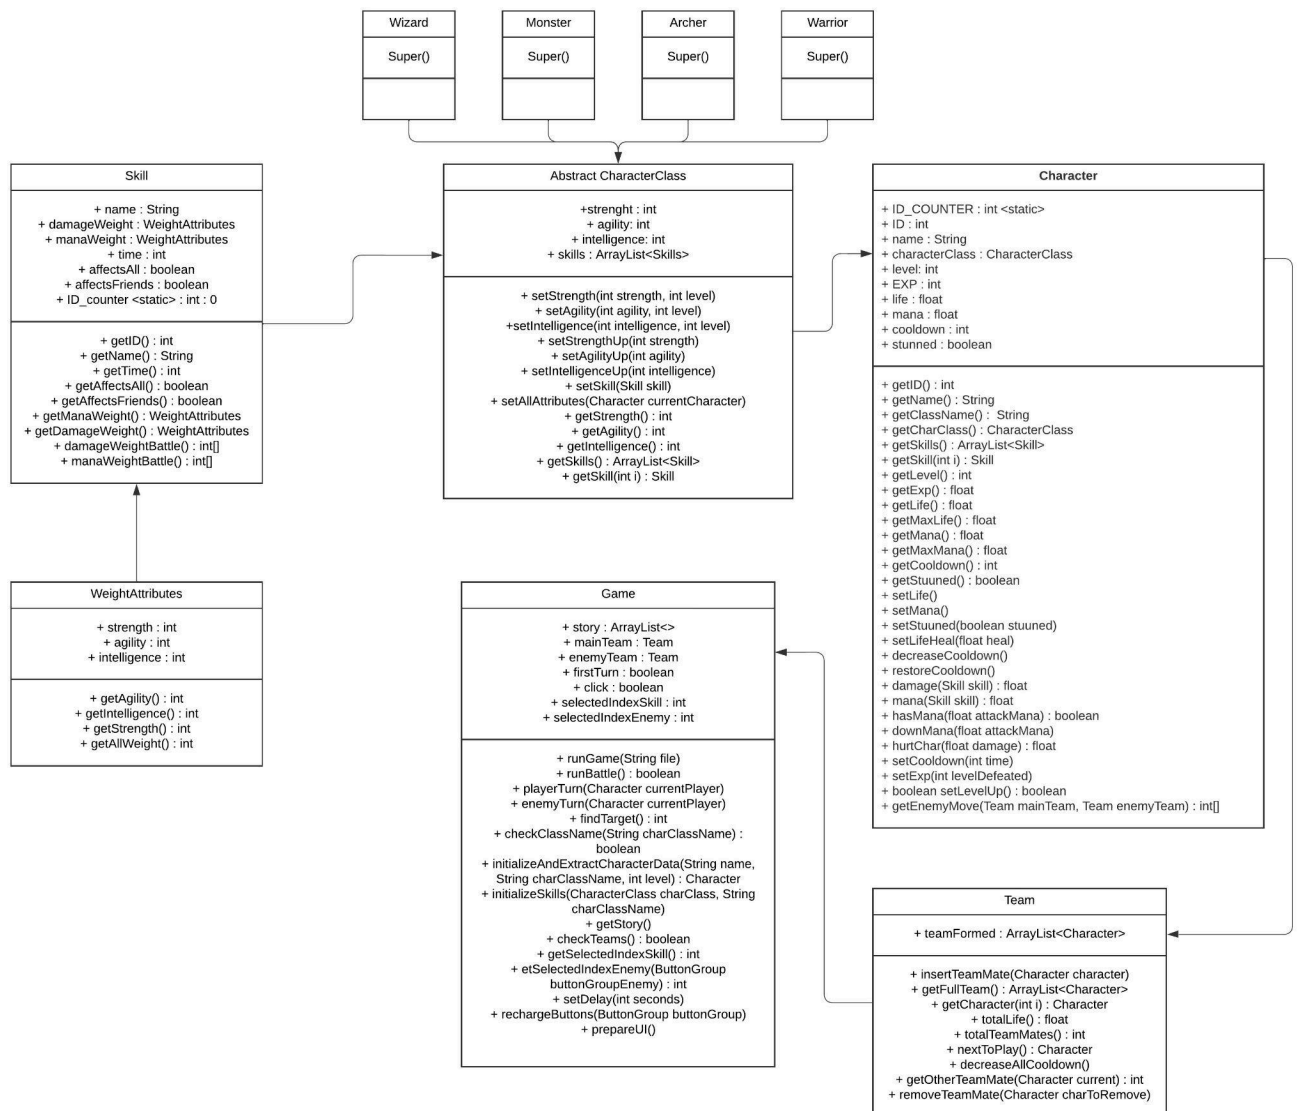 Wizard
Super()
Monster
Super()
Archer
Super()
Warrior
Super()
Skill
+ name : String
+ damageWeight : WeightAttributes
+ manaWeight : WeightAttributes
+ time : int
+ affectsAll : boolean
+ affectsFriends : boolean
+ ID_counter <static> : int : 0
+ getID() : int
+ getName() : String
+ getTime() : int
+ getAffectsAll() : boolean
+ getAffectsFriends() : boolean
+ getManaWeight() : WeightAttributes
+ getDamageWeight() : WeightAttributes
+ damageWeightBattle() : int[]
+ manaWeightBattle() : int[]
Abstract CharacterClass
+strenght : int
+ agility: int
+ intelligence: int
+ skills : ArrayList<Skills>
+ setStrength(int strength, int level)
+ setAgility(int agility, int level)
+setIntelligence(int intelligence, int level)
+ setStrengthUp(int strength)
+ setAgilityUp(int agility)
+ setIntelligenceUp(int intelligence)
+ setSkill(Skill skill)
+ setAllAttributes(Character currentCharacter)
+ getStrength() : int
+ getAgility() : int
+ getIntelligence() : int
+ getSkills() : ArrayList<Skill>
+ getSkill(int i) : Skill
Character
+ ID_COUNTER : int <static>
+ ID : int
+ name : String
+ characterClass : CharacterClass
+ level: int
+ EXP : int
+ life : float
+ mana : float
+ cooldown : int
+ stunned : boolean
+ getID() : int
+ getName() : String
+ getClassName() :  String
+ getCharClass() : CharacterClass
+ getSkills() : ArrayList<Skill>
+ getSkill(int i) : Skill
+ getLevel() : int
+ getExp() : float
+ getLife() : float
+ getMaxLife() : float
+ getMana() : float
+ getMaxMana() : float
+ getCooldown() : int
+ getStuuned() : boolean
+ setLife()
+ setMana()
+ setStuuned(boolean stuuned)
+ setLifeHeal(float heal)
+ decreaseCooldown()
+ restoreCooldown()
+ damage(Skill skill) : float
+ mana(Skill skill) : float
+ hasMana(float attackMana) : boolean
+ downMana(float attackMana)
+ hurtChar(float damage) : float
+ setCooldown(int time)
+ setExp(int levelDefeated)
+ boolean setLevelUp() : boolean
+ getEnemyMove(Team mainTeam, Team enemyTeam) : int[]
WeightAttributes
+ strength : int
+ agility : int
+ intelligence : int
+ getAgility() : int
+ getIntelligence() : int
+ getStrength() : int
+ getAllWeight() : int
Game
+ story : ArrayList<>
+ mainTeam : Team
+ enemyTeam : Team
+ firstTurn : boolean
+ click : boolean
+ selectedIndexSkill : int
+ selectedIndexEnemy : int
+ runGame(String file)
+ runBattle() : boolean
+ playerTurn(Character currentPlayer)
+ enemyTurn(Character currentPlayer)
+ findTarget() : int
+ checkClassName(String charClassName) :
boolean
+ initializeAndExtractCharacterData(String name,
String charClassName, int level) : Character
+ initializeSkills(CharacterClass charClass, String
charClassName)
+ getStory()
+ checkTeams() : boolean
+ getSelectedIndexSkill() : int
+ etSelectedIndexEnemy(ButtonGroup
buttonGroupEnemy) : int
+ setDelay(int seconds)
+ rechargeButtons(ButtonGroup buttonGroup)
+ prepareUI()
Team
+ teamFormed : ArrayList<Character>
+ insertTeamMate(Character character)
+ getFullTeam() : ArrayList<Character>
+ getCharacter(int i) : Character
+ totalLife() : float
+ totalTeamMates() : int
+ nextToPlay() : Character
+ decreaseAllCooldown()
+ getOtherTeamMate(Character current) : int
+ removeTeamMate(Character charToRemove)